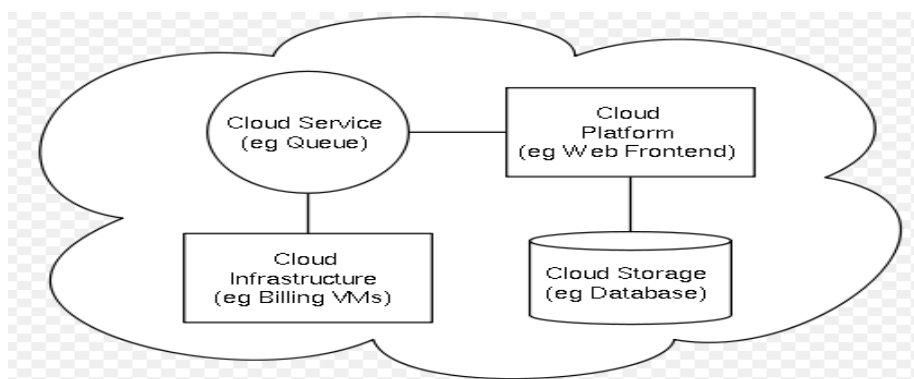 Cloud Service
(eg Queue)
Cloud
Platform
(eg Web Frontend)
Cloud
Infrastructure
(eg Billing VMs)
Cloud Storage
(eg Database)